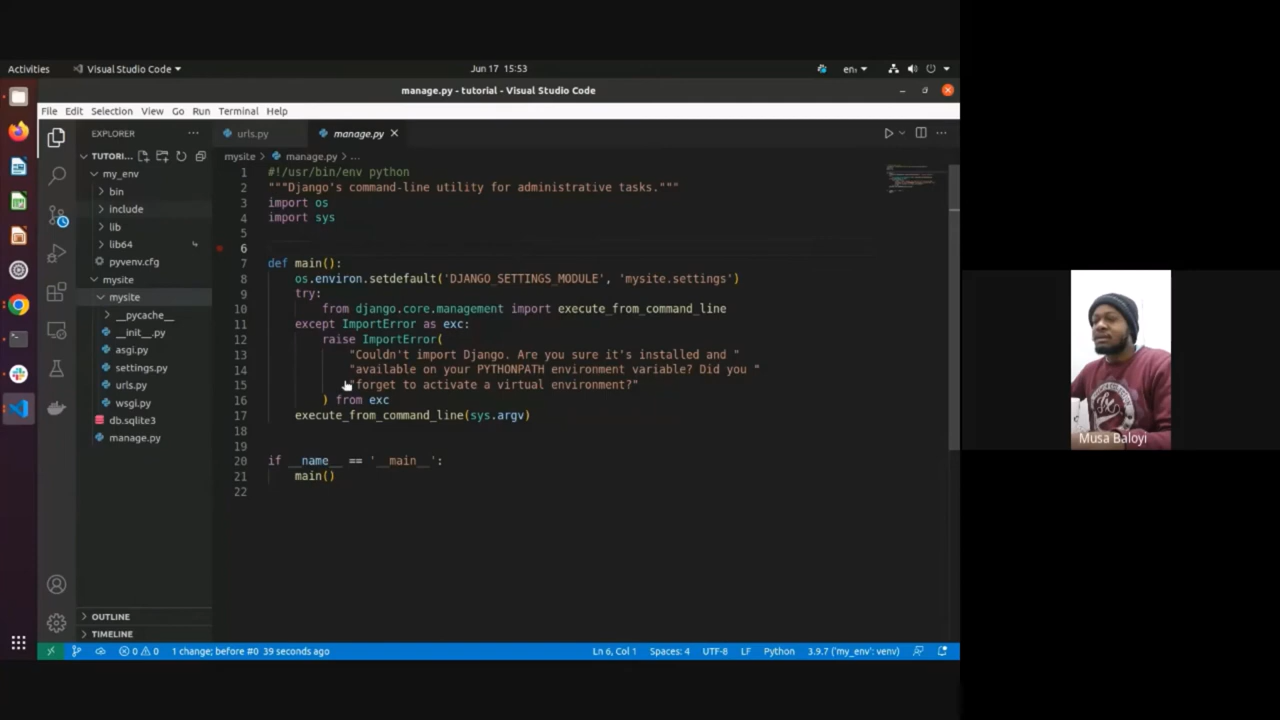 Activities
Visual Studio Code
Jun 17 15:53
en₁
manage.py - tutorial - Visual Studio Code
File Edit Selection View Go Run Terminal Help
EXPLORER
urls.py
manage.py
TUTORI...
mysite > manage.py > ...
my_env
bin
include
lib
lib64
pyvenv.cfg
mysite
mysite
__pycache__
__init__.py
asgi.py
settings.py
urls.py
wsgi.py
db.sqlite3
manage.py
OUTLINE
TIMELINE
1 #!/usr/bin/env python
2 """Django's command-line utility for administrative tasks."""
3 import os
4 import sys
5
6
7 def main():
8 os.environ.setdefault('DJANGO_SETTINGS_MODULE', 'mysite.settings')
9 try:
10 from django.core.management import execute_from_command_line
11 except ImportError as exc:
12 raise ImportError(
13 "Couldn't import Django. Are you sure it's installed and "
14 "available on your PYTHONPATH environment variable? Did you "
15 "forget to activate a virtual environment?"
16 ) from exc
17 execute_from_command_line(sys.argv)
18
19
20 if __name__ == '__main__':
21 main()
22
0 0 1 change; before #0 39 seconds ago
Ln 6, Col 1 Spaces: 4 UTF-8 LF Python 3.9.7 ('my_env': venv)
Musa Baloyi